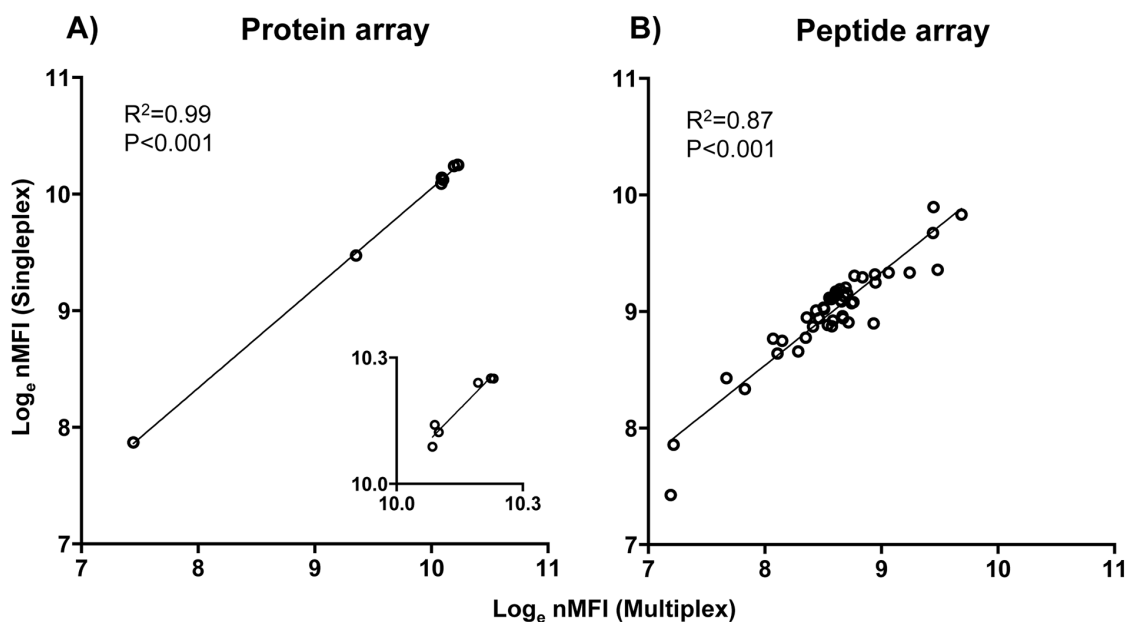 A) Protein array
R²=0.99
P<0.001
11
10
9
8
7
7 8 9 10 11
Logₑ nMFI (Singleplex)
10.3
10.0
10.0 10.3
B) Peptide array
R²=0.87
P<0.001
11
10
9
8
7
7 8 9 10 11
Logₑ nMFI (Multiplex)